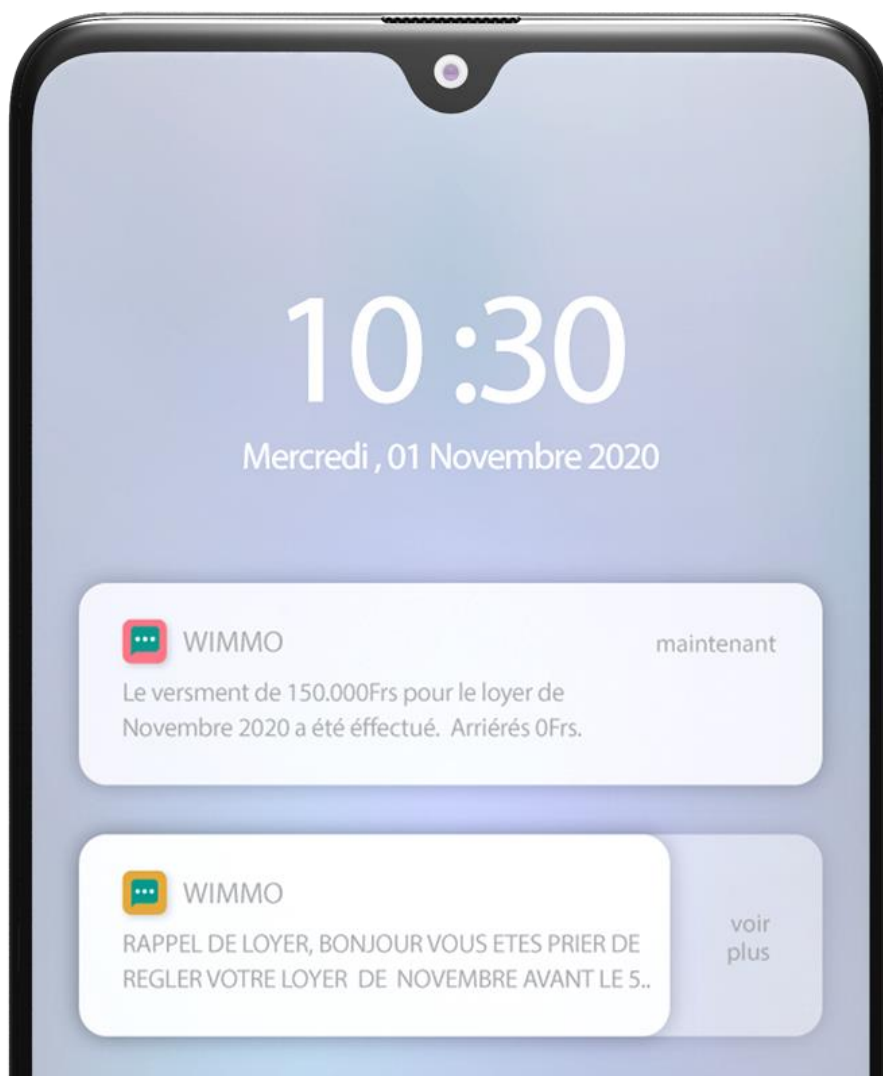 10 :30
Mercredi , 01 Novembre 2020
WIMMO
maintenant
Le versment de 150.000Frs pour le loyer de
Novembre 2020 a été éffectué. Arriérés 0Frs.
WIMMO
RAPPEL DE LOYER, BONJOUR VOUS ETES PRIER DE
REGLER VOTRE LOYER DE NOVEMBRE AVANT LE 5..
voir
plus